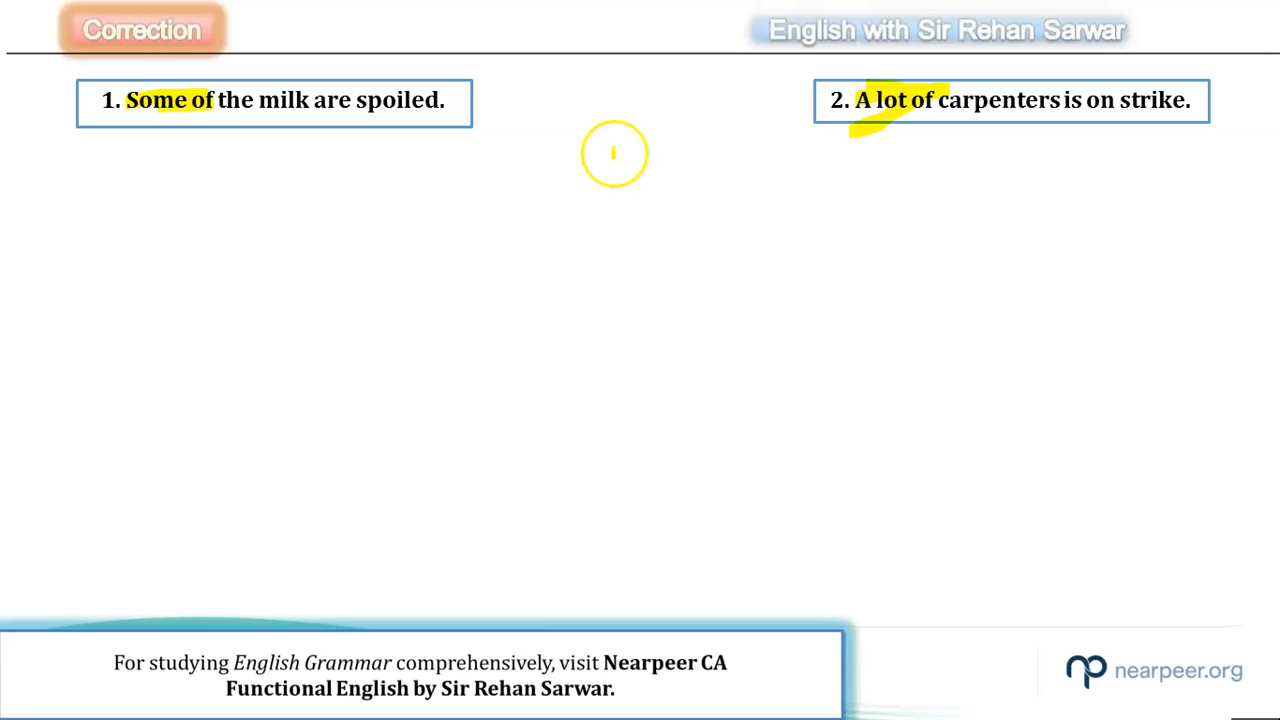 Correction
English with Sir Rehan Sarwar
1. Some of the milk are spoiled.
2. A lot of carpenters is on strike.
For studying English Grammar comprehensively, visit Nearpeer CA
Functional English by Sir Rehan Sarwar.
nearpeer.org